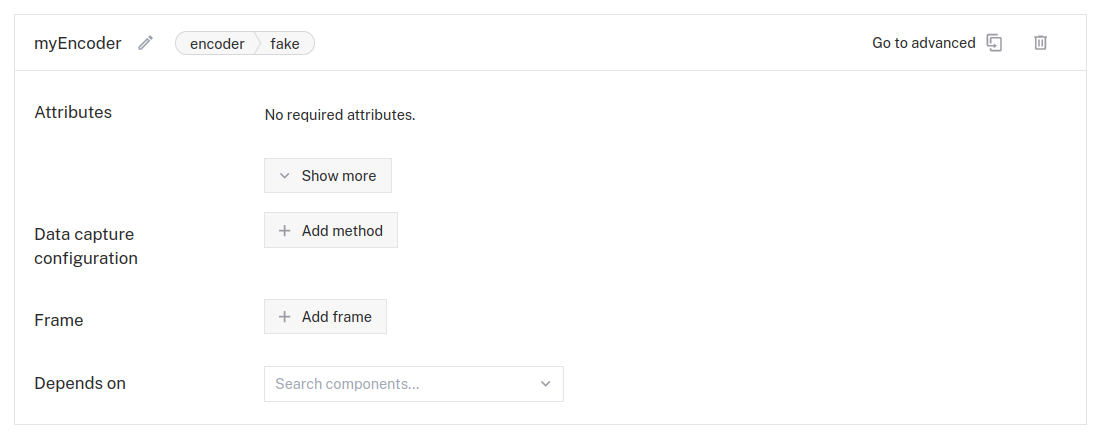 myEncoder encoder fake Go to advanced
Attributes No required attributes.
Show more
Data capture Add method
configuration
Frame Add frame
Depends on Search components...